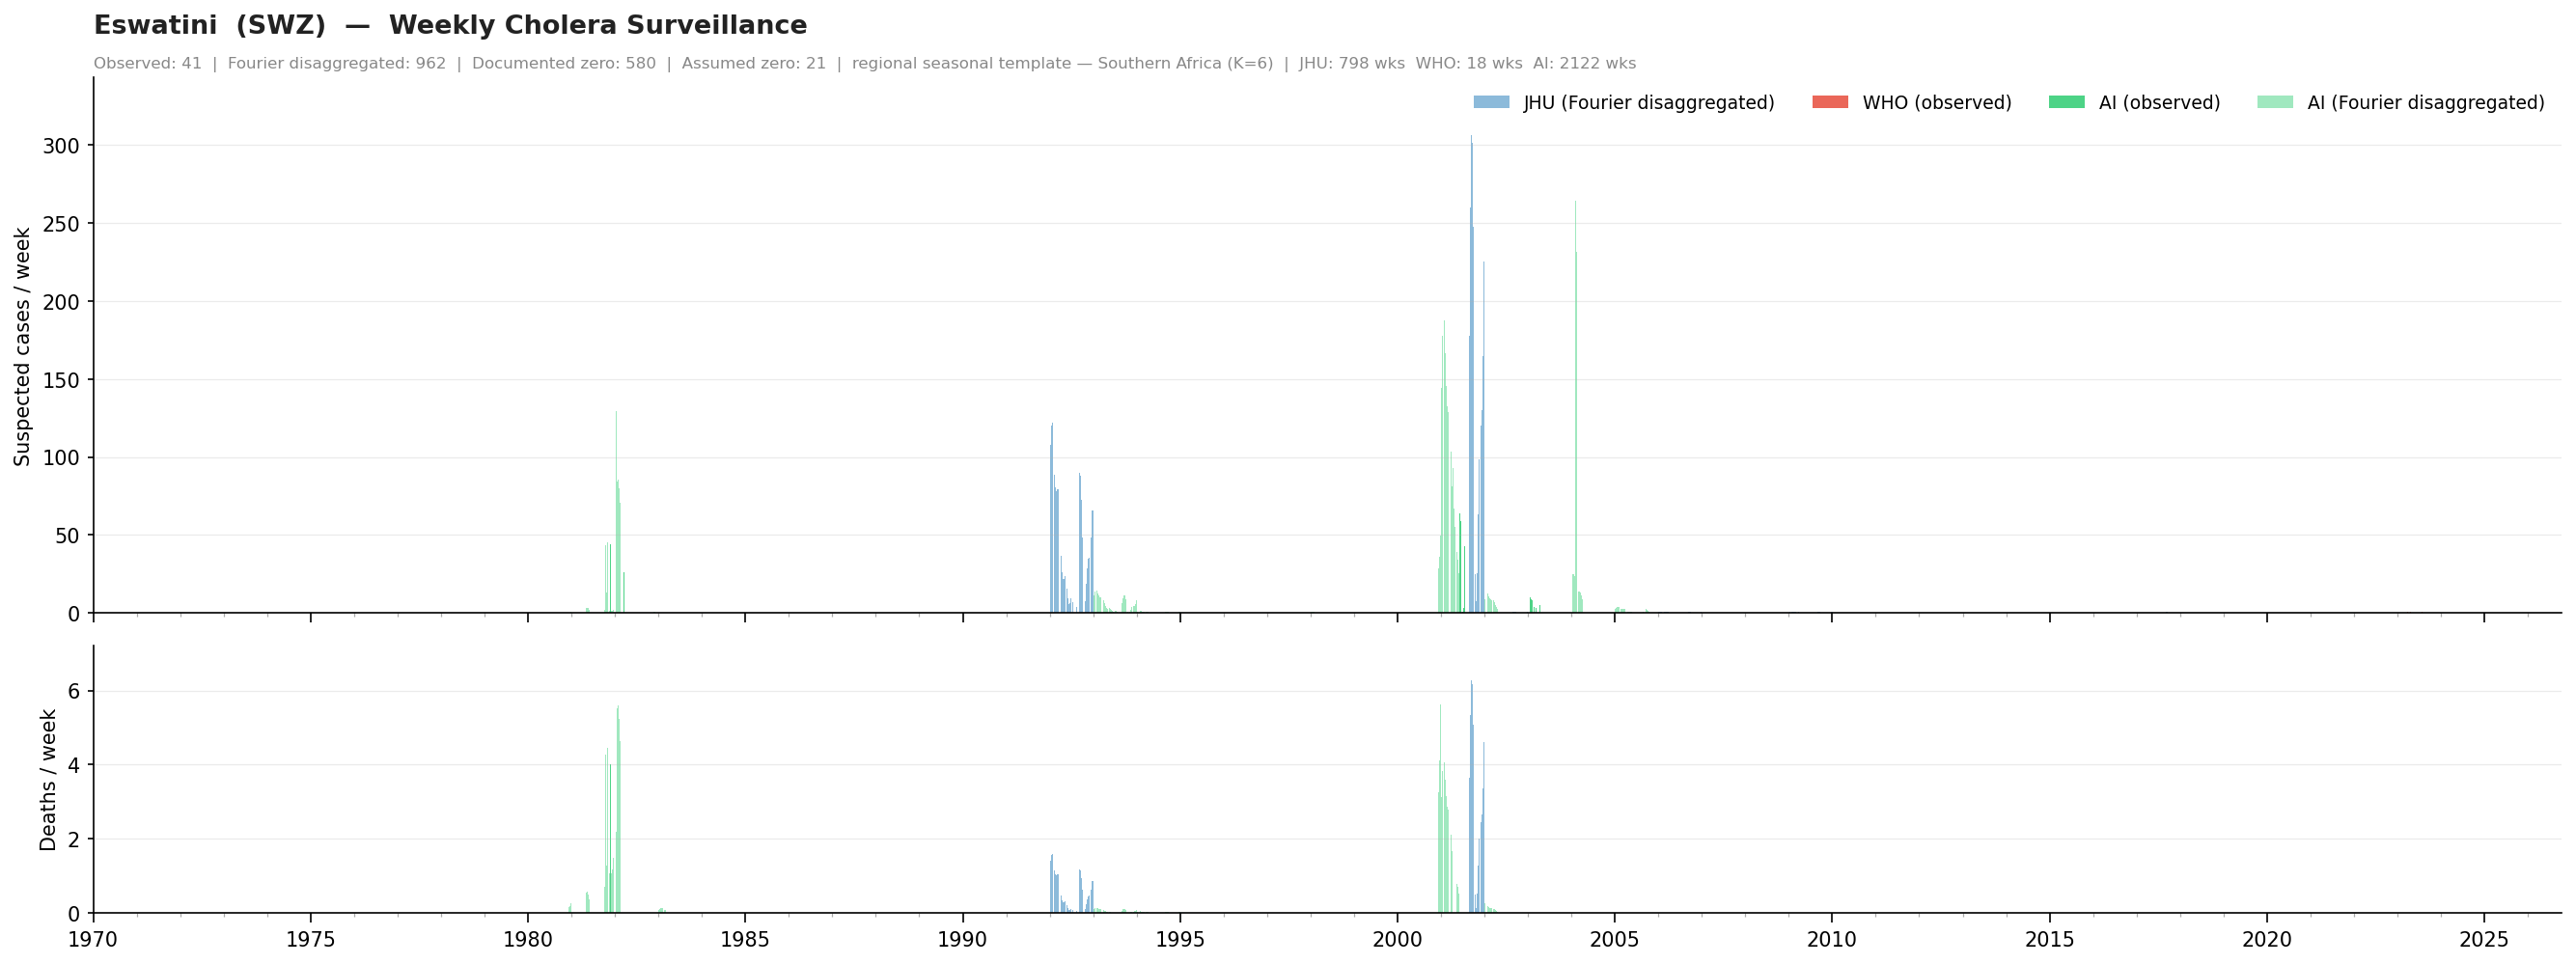 Eswatini (SWZ) — Weekly Cholera Surveillance
Observed: 41 | Fourier disaggregated: 962 | Documented zero: 580 | Assumed zero: 21 | regional seasonal template — Southern Africa (K=6) | JHU: 798 wks WHO: 18 wks AI: 2122 wks
JHU (Fourier disaggregated) WHO (observed) AI (observed) AI (Fourier disaggregated)
Suspected cases / week
300
250
200
150
100
50
0
Deaths / week
6
4
2
0
1970 1975 1980 1985 1990 1995 2000 2005 2010 2015 2020 2025